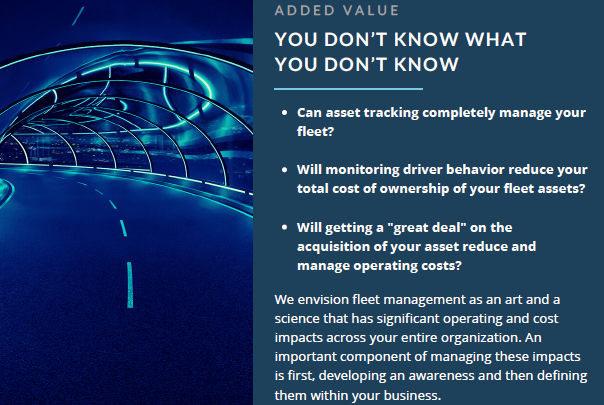 ADDED VALUE
YOU DON'T KNOW WHAT
YOU DON'T KNOW
• Can asset tracking completely manage your
fleet?
• Will monitoring driver behavior reduce your
total cost of ownership of your fleet assets?
• Will getting a "great deal" on the
acquisition of your asset reduce and
manage operating costs?
We envision fleet management as an art and a
science that has significant operating and cost
impacts across your entire organization. An
important component of managing these impacts
is first, developing an awareness and then defining
them within your business.